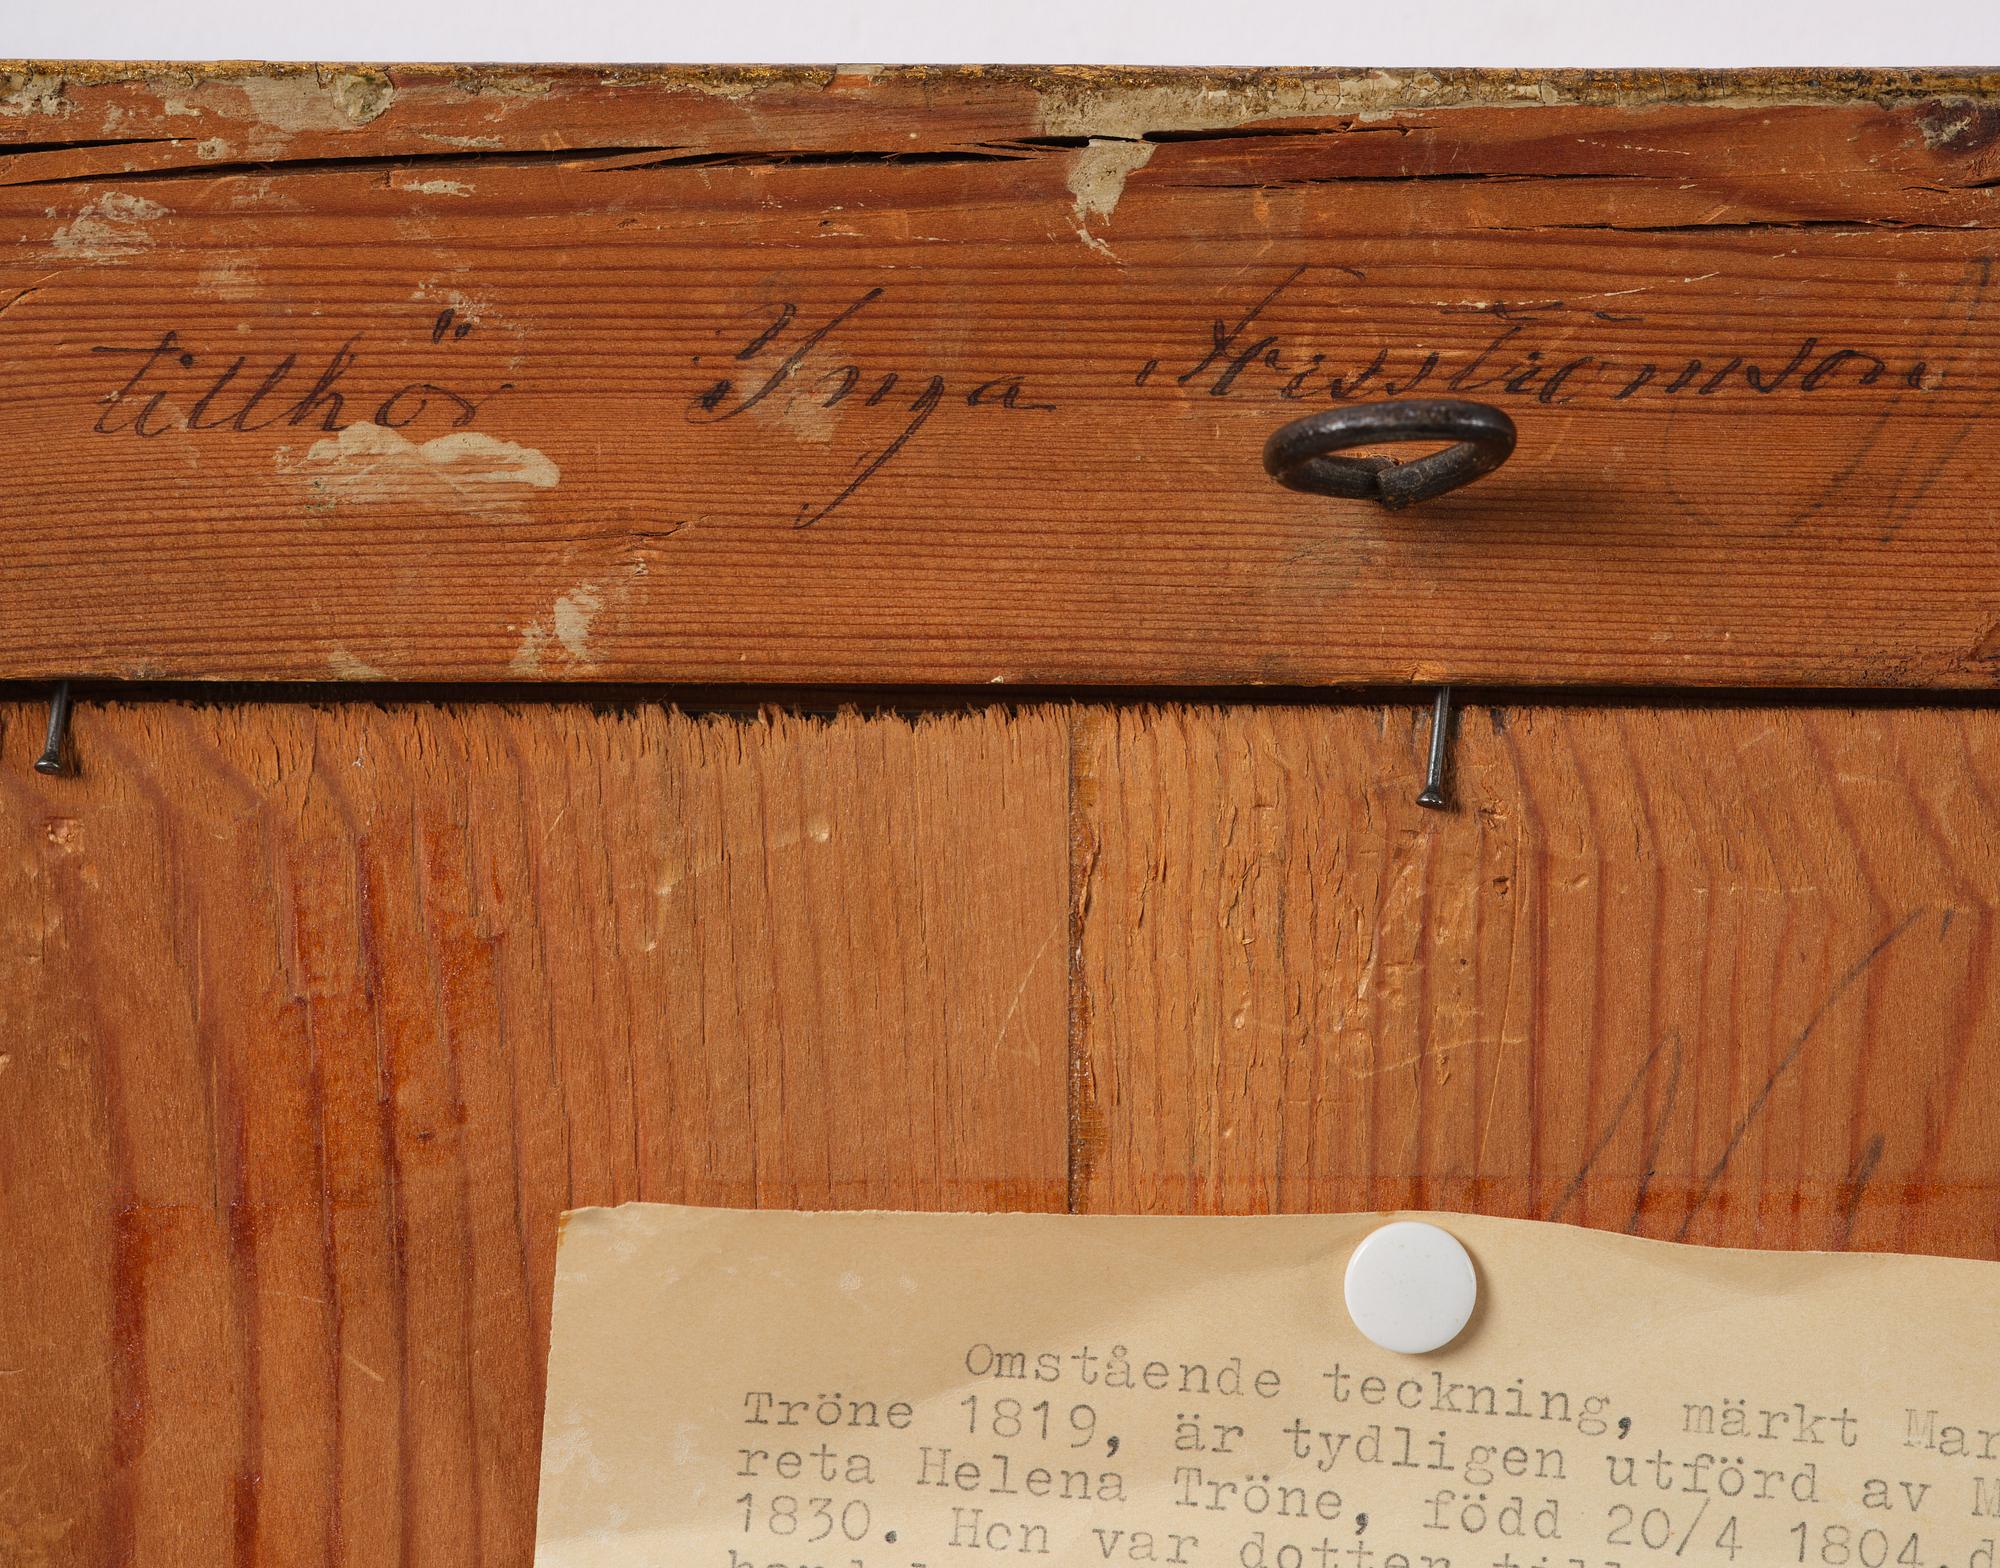 tillhör Inga
Omstående teckning, märkt Mar
Tröne 1819, är tydligen utförd av M
reta Helena Tröne, född 20/4 1804 d
1830. Hon var dotter till